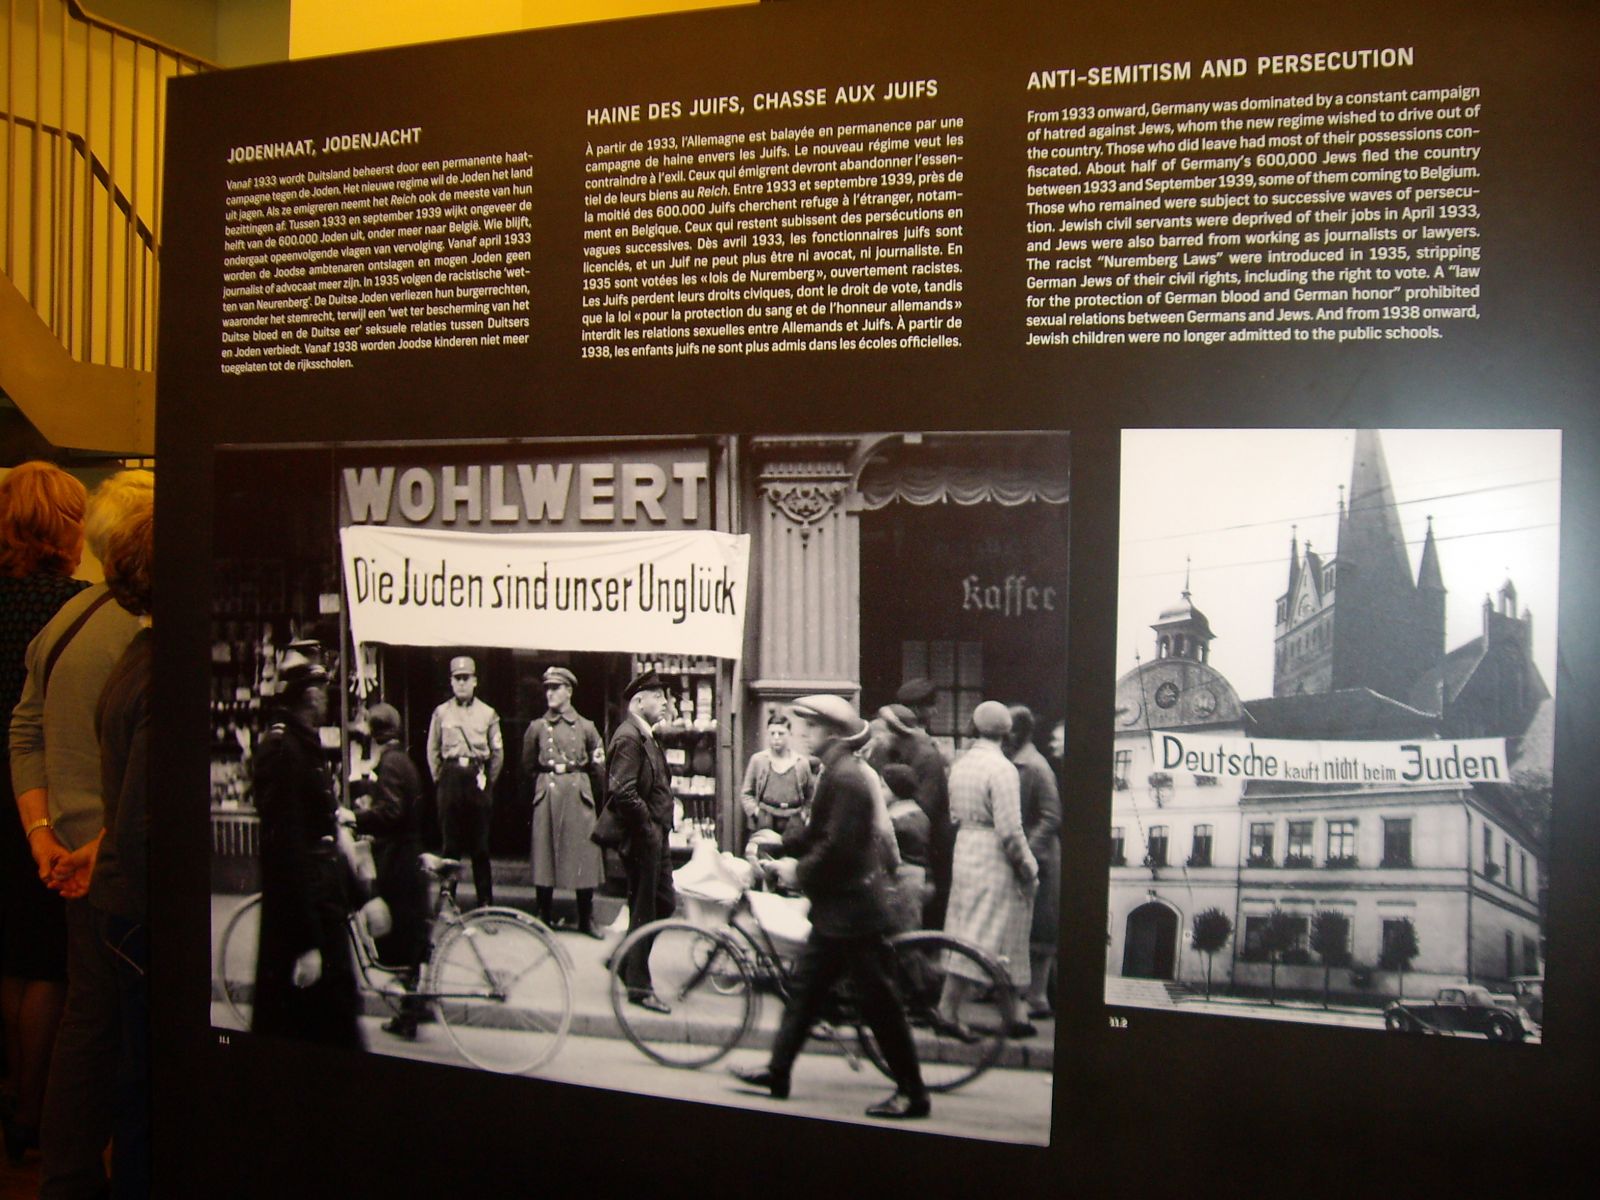 JODENHAAT, JODENJACHT
Vanaf 1933 wordt Duitsland beheerst door een permanente haat-
campagne tegen de Joden. Het nieuwe regime wil de Joden het land
uit jagen. Als ze emigreren neemt het Reich ook de meeste van hun
bezittingen af. Tussen 1933 en september 1939 wijkt ongeveer de
helft van de 600.000 Joden uit, onder meer naar België. Wie blijft,
ondergaat opeenvolgende vlagen van vervolging. Vanaf april 1933
worden de Joodse ambtenaren ontslagen en mogen Joden geen
journalist of advocaat meer zijn. In 1935 volgen de racistische ‘wet-
ten van Neurenberg’. De Duitse Joden verliezen hun burgerrechten,
waaronder het stemrecht, terwijl een ‘wet ter bescherming van het
Duitse bloed en de Duitse eer’ seksuele relaties tussen Duitsers
en Joden verbiedt. Vanaf 1938 worden Joodse kinderen niet meer
toegelaten tot de rijksscholen.
HAINE DES JUIFS, CHASSE AUX JUIFS
À partir de 1933, l’Allemagne est balayée en permanence par une
campagne de haine envers les Juifs. Le nouveau régime veut les
contraindre à l’exil. Ceux qui émigrent devront abandonner l’essen-
tiel de leurs biens au Reich. Entre 1933 et septembre 1939, près de
la moitié des 600.000 Juifs cherchent refuge à l’étranger, notam-
ment en Belgique. Ceux qui restent subissent des persécutions en
vagues successives. Dès avril 1933, les fonctionnaires juifs sont
licenciés, et un Juif ne peut plus être ni avocat, ni journaliste. En
1935 sont votées les «lois de Nuremberg», ouvertement racistes.
Les Juifs perdent leurs droits civiques, dont le droit de vote, tandis
que la loi «pour la protection du sang et de l’honneur allemands»
interdit les relations sexuelles entre Allemands et Juifs. À partir de
1938, les enfants juifs ne sont plus admis dans les écoles officielles.
ANTI-SEMITISM AND PERSECUTION
From 1933 onward, Germany was dominated by a constant campaign
of hatred against Jews, whom the new regime wished to drive out of
the country. Those who did leave had most of their possessions con-
fiscated. About half of Germany’s 600,000 Jews fled the country
between 1933 and September 1939, some of them coming to Belgium.
Those who remained were subject to successive waves of persecu-
tion. Jewish civil servants were deprived of their jobs in April 1933,
and Jews were also barred from working as journalists or lawyers.
The racist “Nuremberg Laws” were introduced in 1935, stripping
German Jews of their civil rights, including the right to vote. A “law
for the protection of German blood and German honor” prohibited
sexual relations between Germans and Jews. And from 1938 onward,
Jewish children were no longer admitted to the public schools.
WOHLWERT
Die Juden sind unser Unglück
Kaffee
Deutsche kauft nicht beim Juden
11.1
11.2